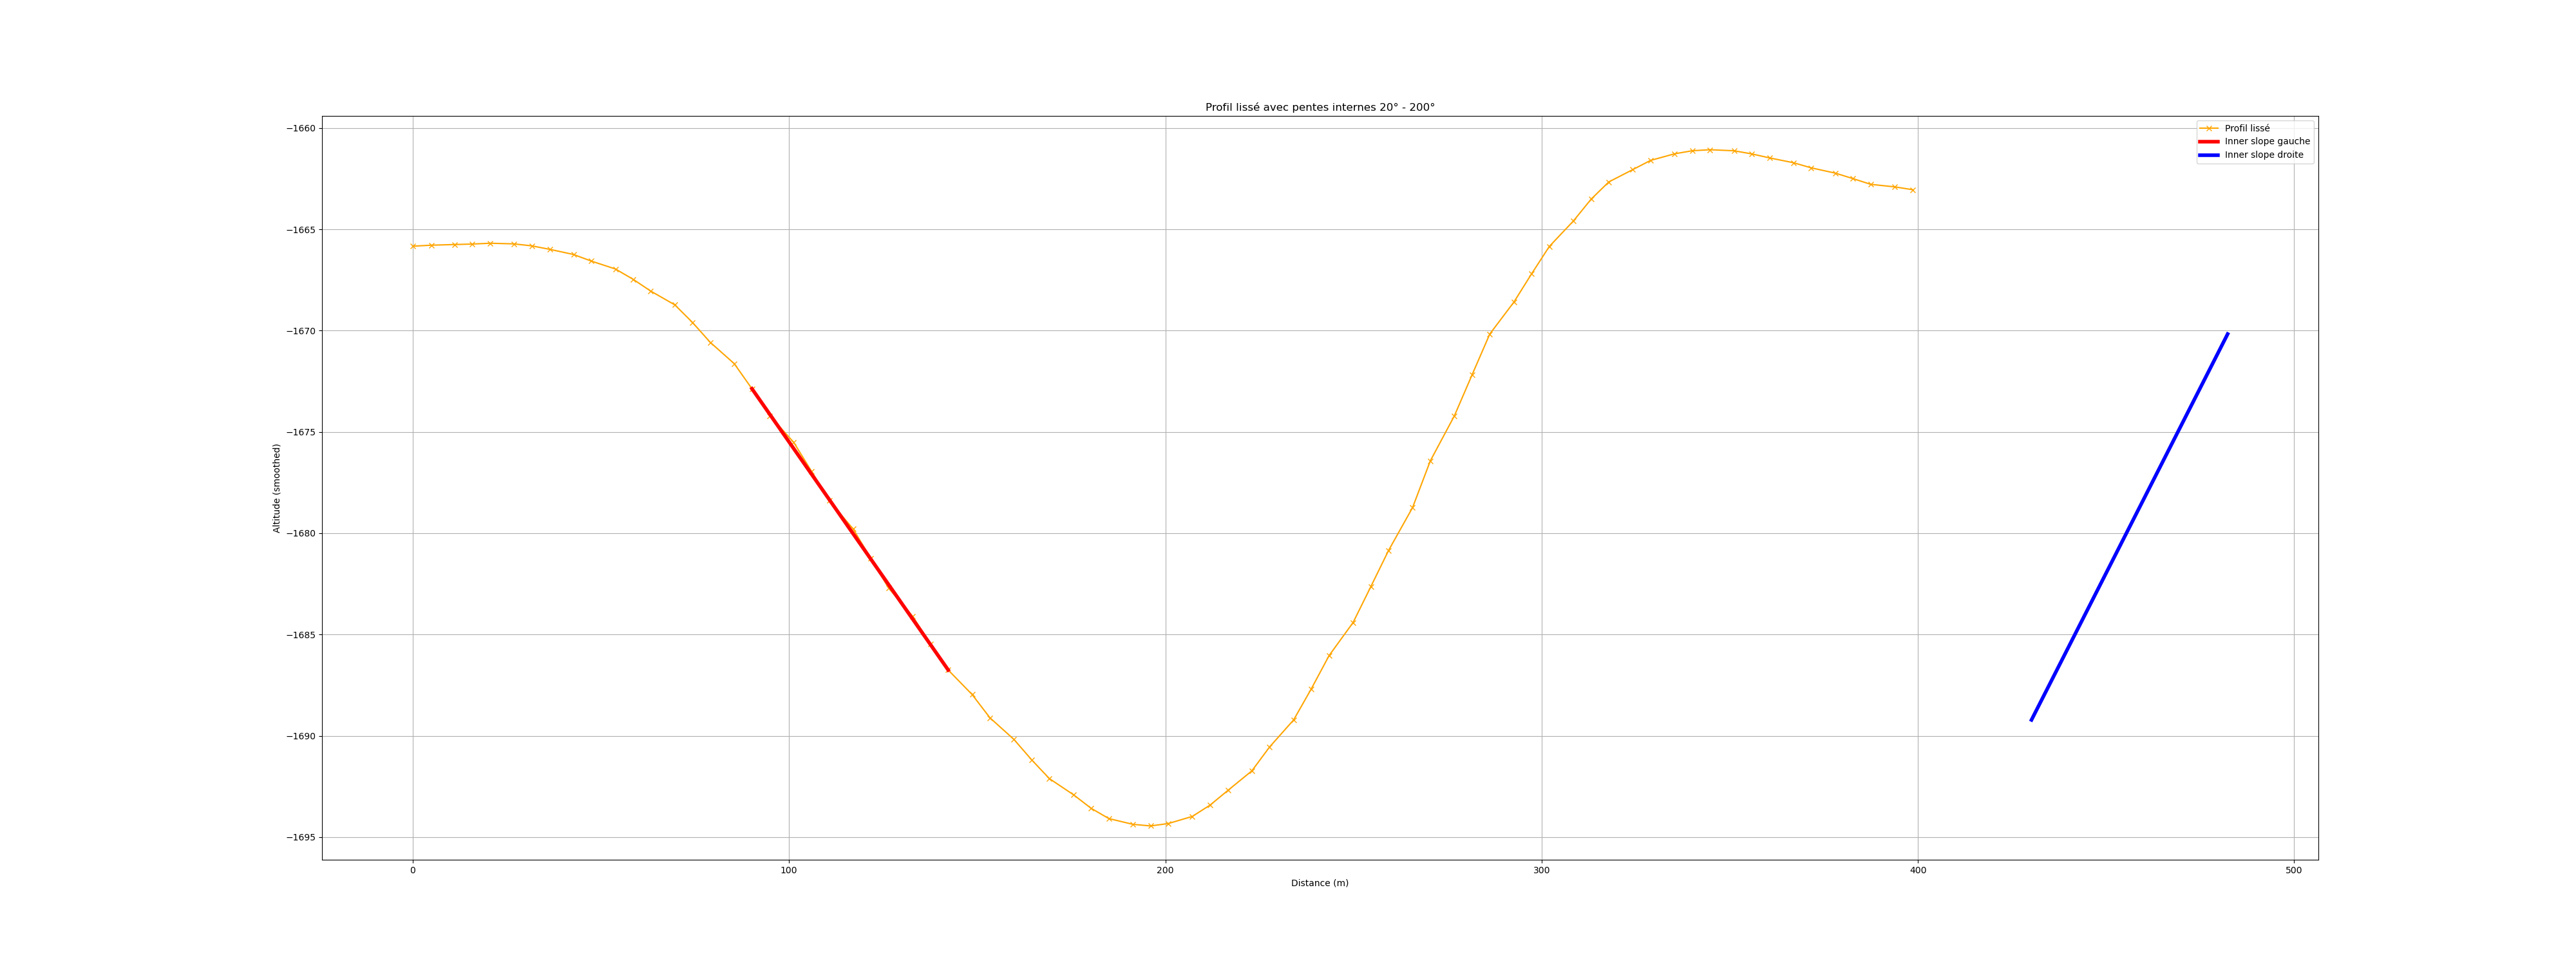 Profil lissé avec pentes internes 20° - 200°
Profil lissé
Inner slope gauche
Inner slope droite
Altitude (smoothed)
−1660
−1665
−1670
−1675
−1680
−1685
−1690
−1695
0
100
200
300
400
500
Distance (m)